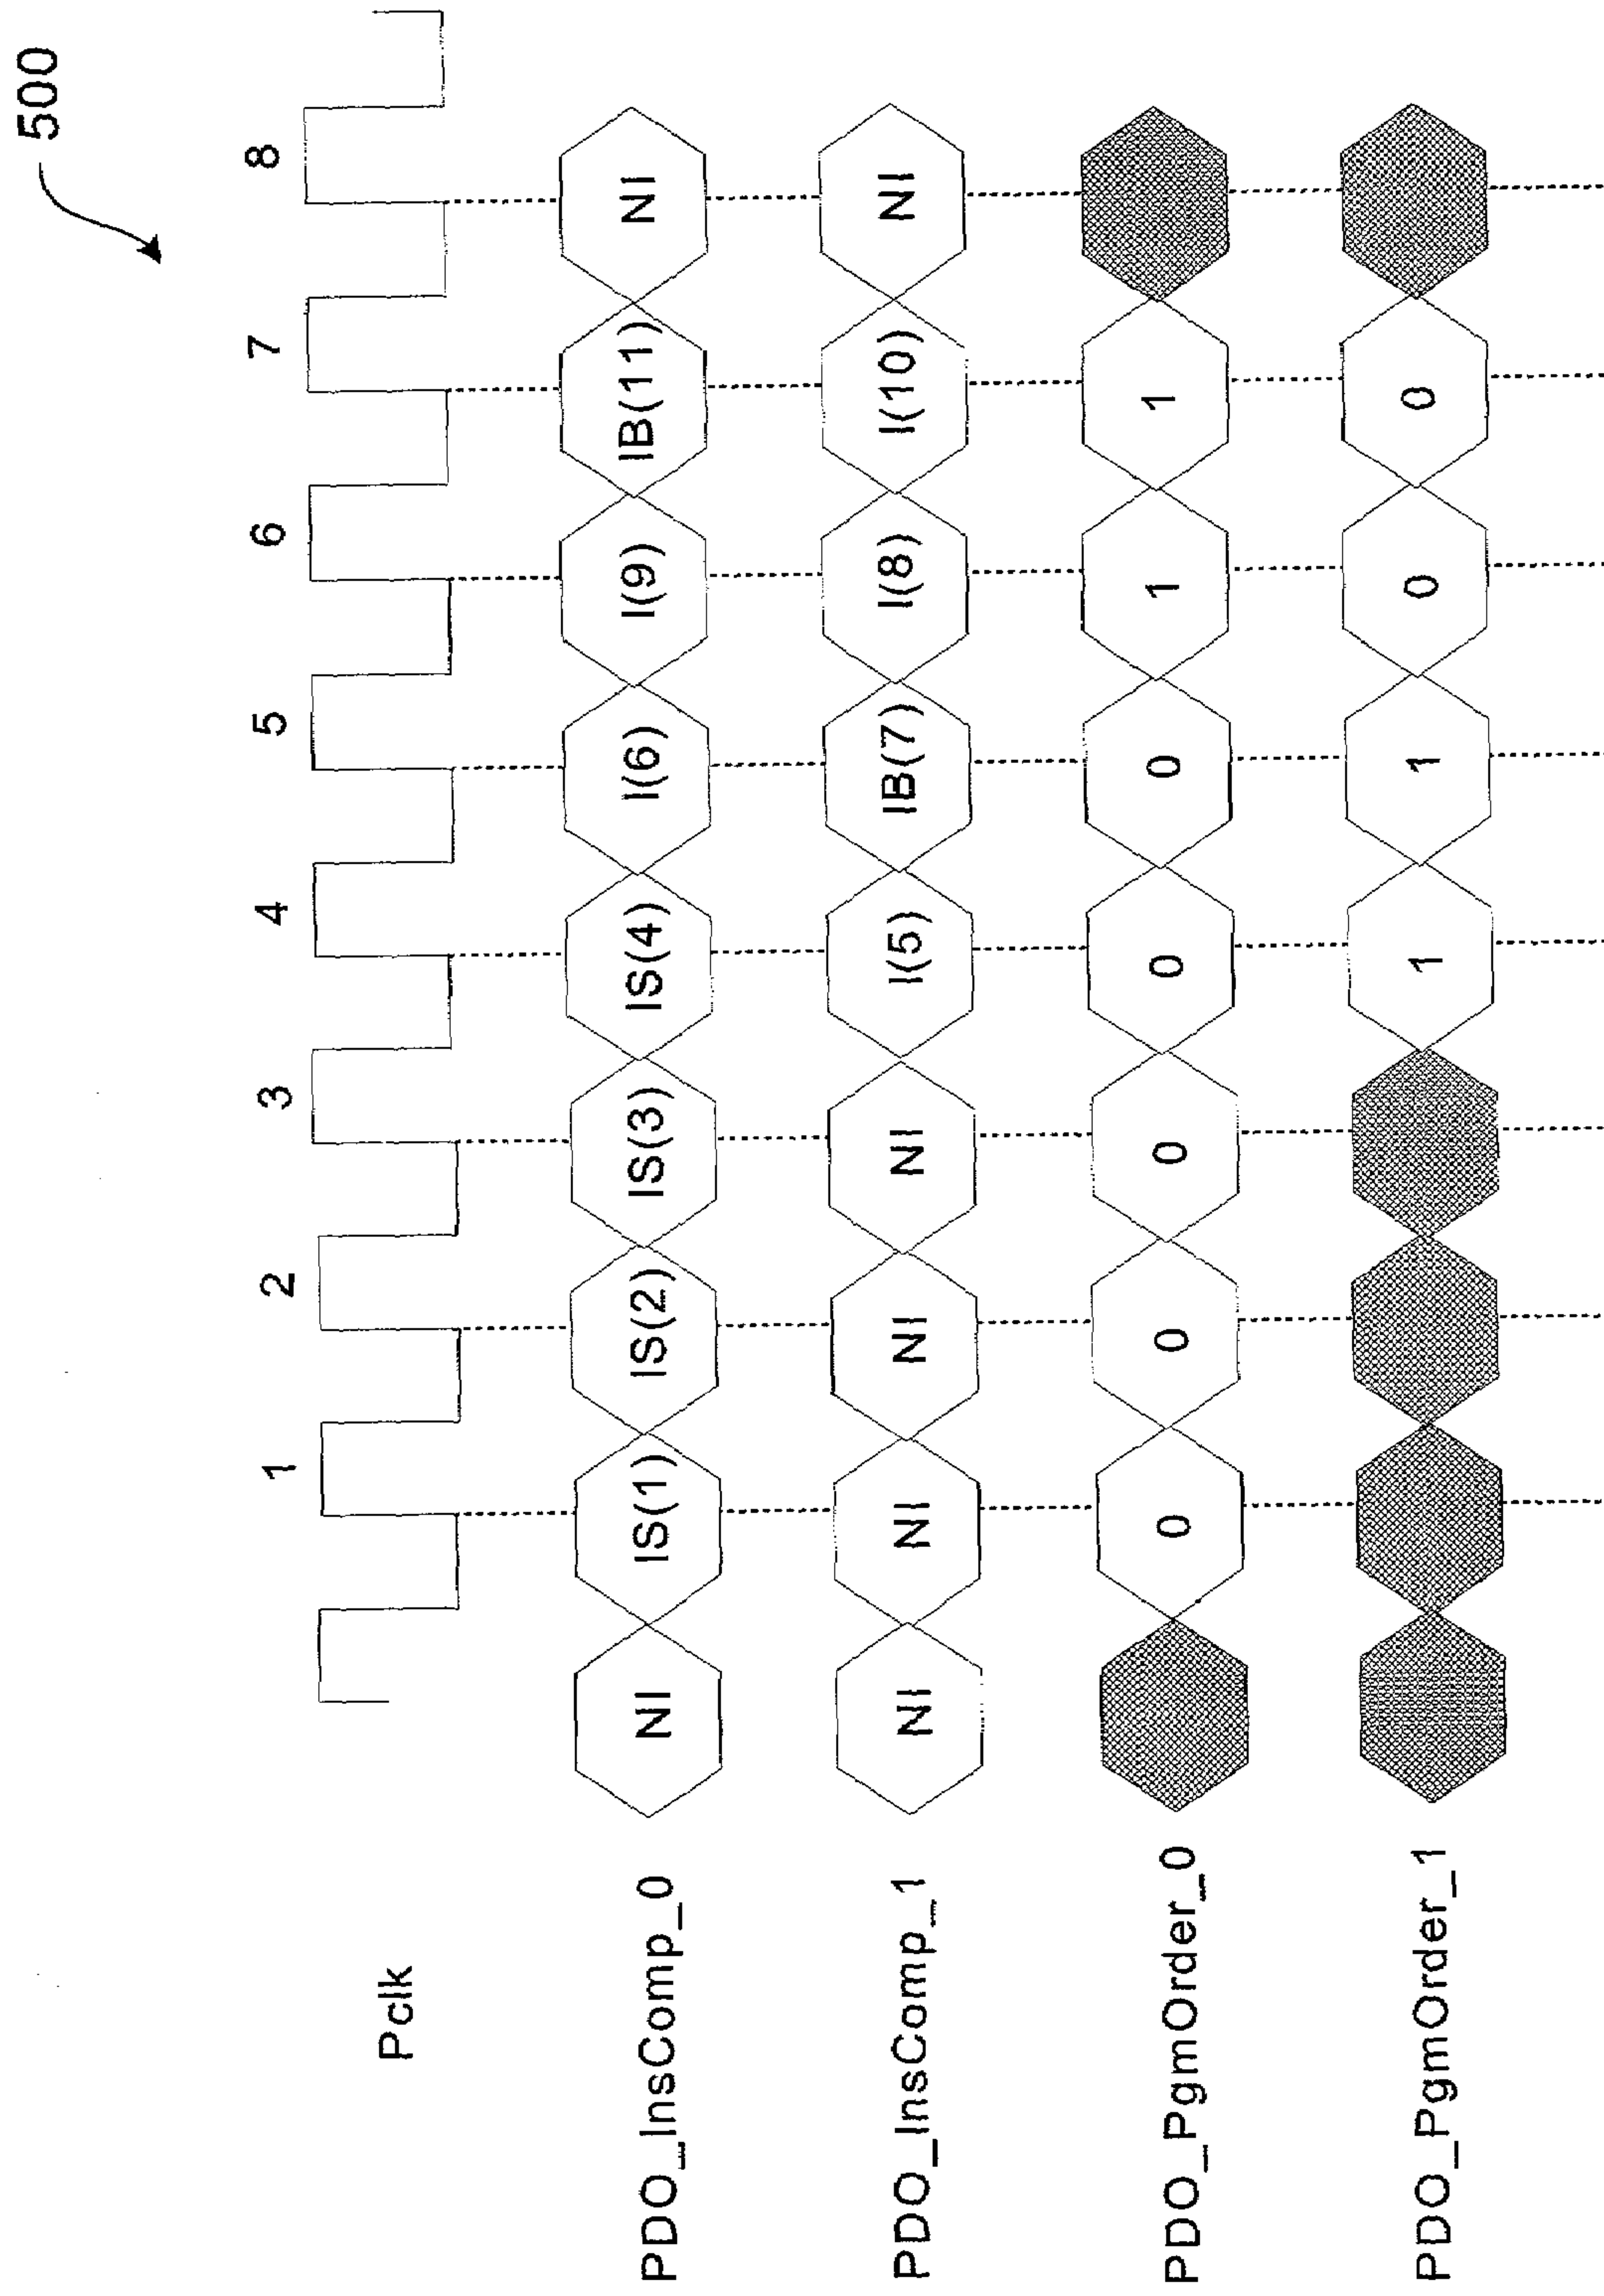 500
1 2 3 4 5 6 7 8
Pclk
PDO_InsComp_0 NI IS(1) IS(2) IS(3) IS(4) I(6) I(9) IB(11) NI
PDO_InsComp_1 NI NI NI NI I(5) IB(7) I(8) I(10) NI
PDO_PgmOrder_0 0 0 0 0 0 1 1
PDO_PgmOrder_1 1 1 0 0